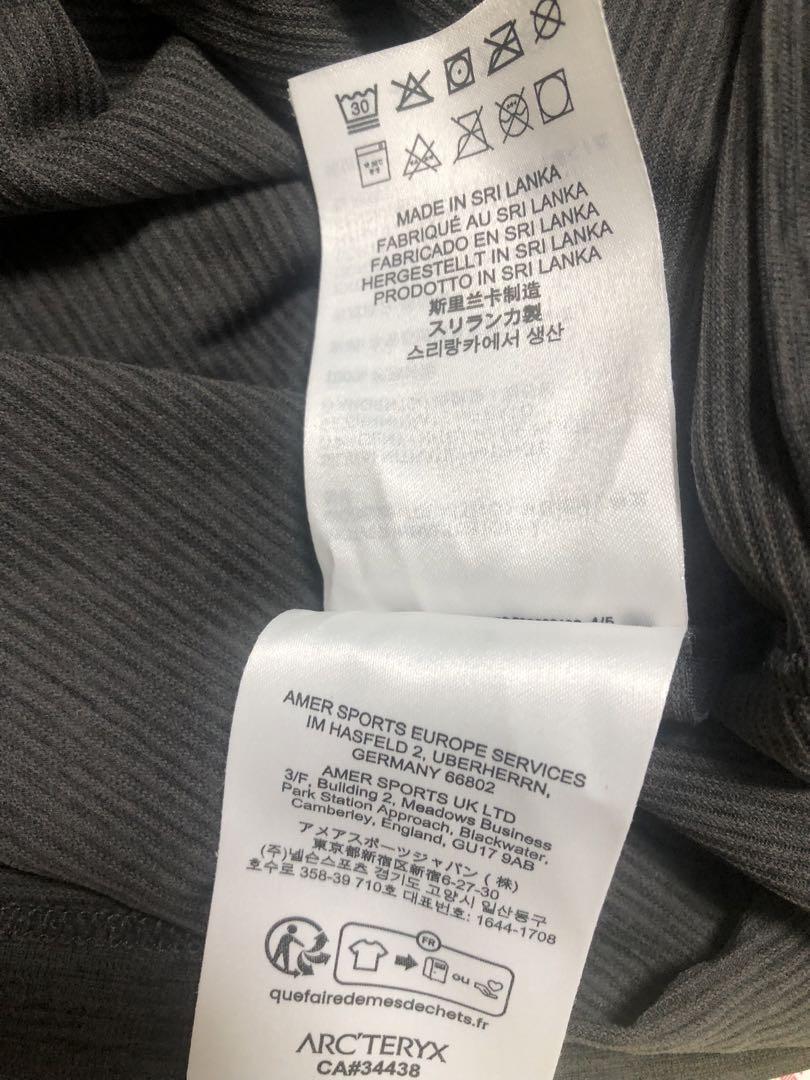 30
MADE IN SRI LANKA
FABRIQUÉ AU SRI LANKA
FABRICADO EN SRI LANKA
HERGESTELLT IN SRI LANKA
PRODOTTO IN SRI LANKA
斯里兰卡制造
スリランカ製
스리랑카에서 생산
4/5
AMER SPORTS EUROPE SERVICES
IM HASFELD 2, UBERHERRN,
GERMANY 66802
AMER SPORTS UK LTD
3/F, Building 2, Meadows Business
Park Station Approach, Blackwater,
Camberley, England, GU17 9AB
アメアスポーツジャパン ( 株)
東京都新宿区新宿6-27-30
(주)넬슨스포츠 경기도 고양시 일산동구
호수로 358-39 710호 대표번호: 1644-1708
FR
ou
quefairedemesdechets.fr
ARC'TERYX
CA#34438